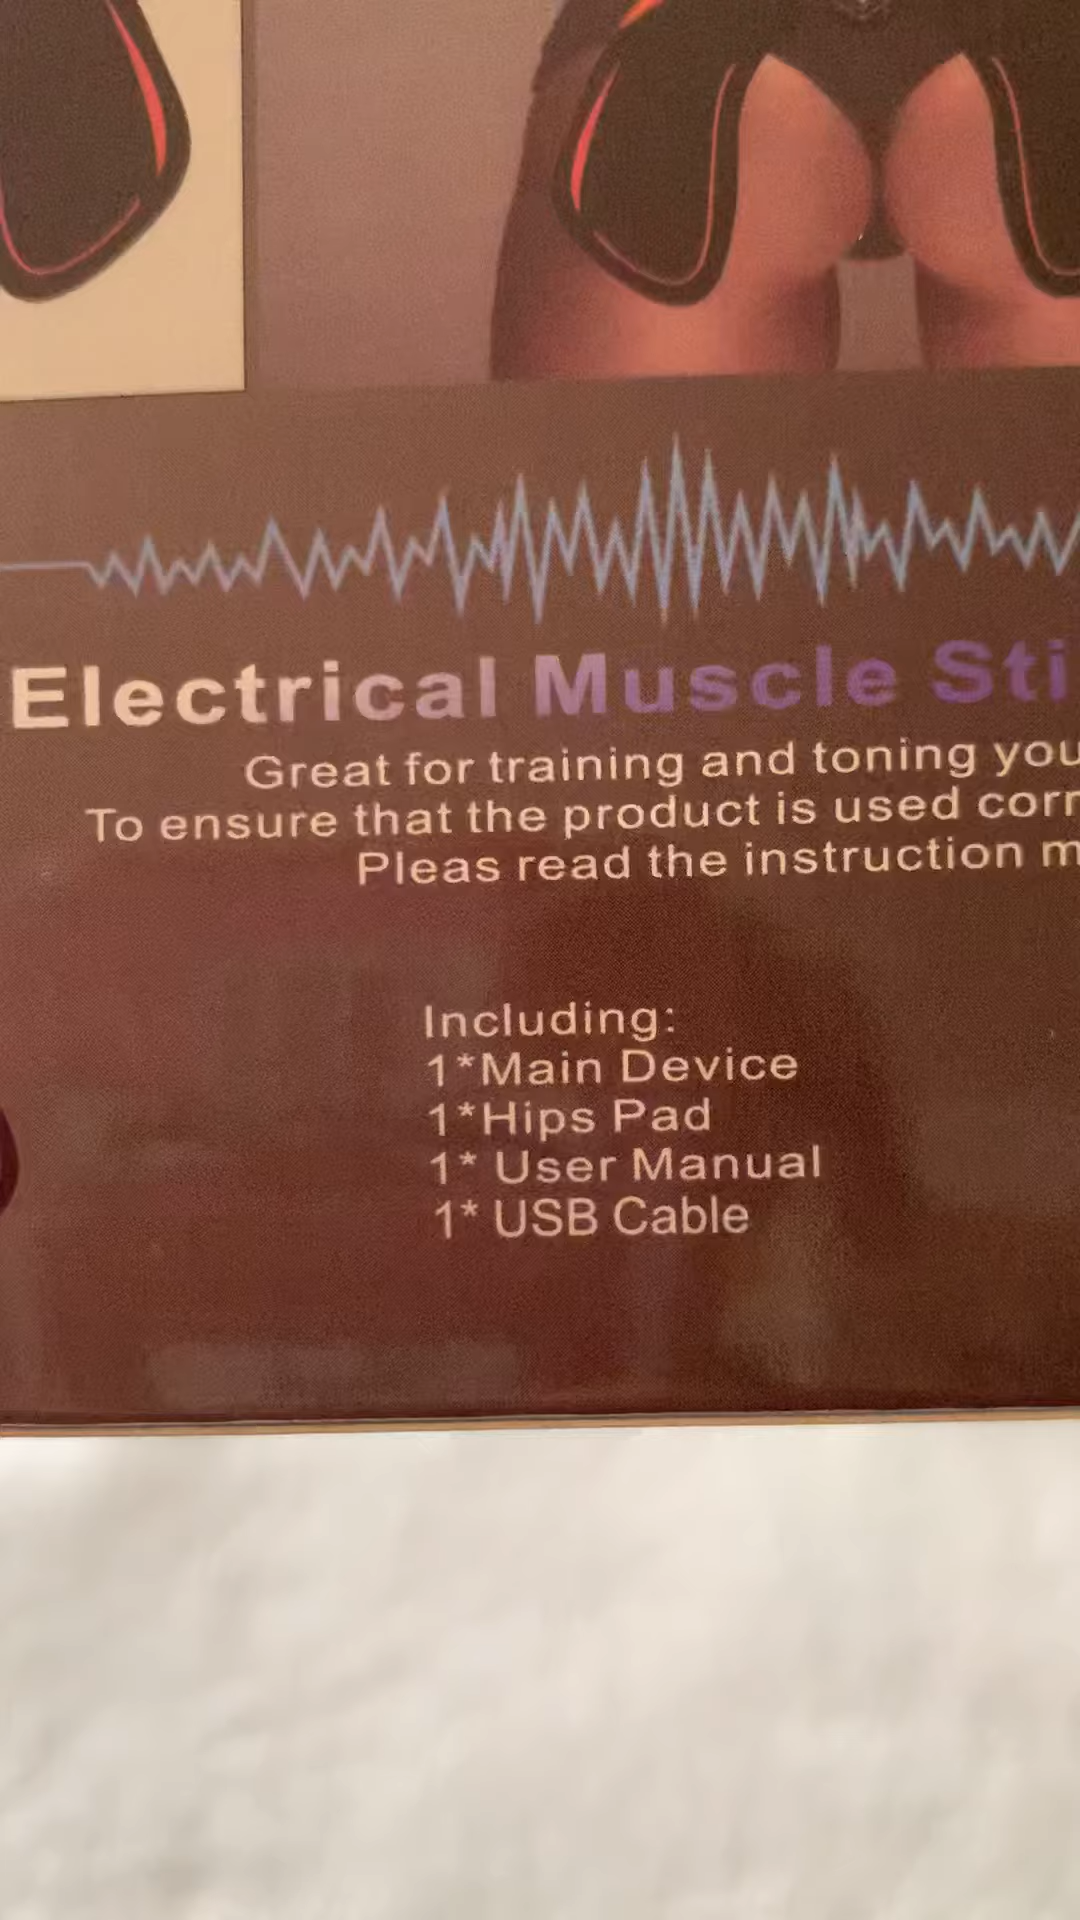 Electrical Muscle Sti
Great for training and toning you
To ensure that the product is used corr
Pleas read the instruction m
Including:
1*Main Device
1*Hips Pad
1* User Manual
1* USB Cable